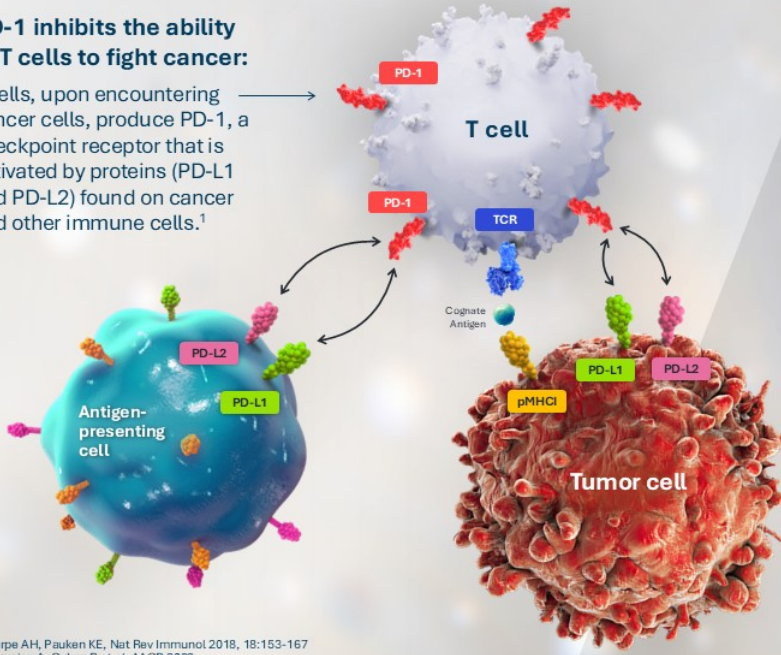 D-1 inhibits the ability
T cells to fight cancer:
ells, upon encountering
ncer cells, produce PD-1, a
eckpoint receptor that is
tivated by proteins (PD-L1
d PD-L2) found on cancer
d other immune cells.¹
PD-1
T cell
PD-1
TCR
Cognate
Antigen
PD-L2
PD-L1
PD-L1
PD-L2
pMHCI
Antigen-
presenting
cell
Tumor cell
rpe AH, Pauken KE, Nat Rev Immunol 2018, 18:153-167